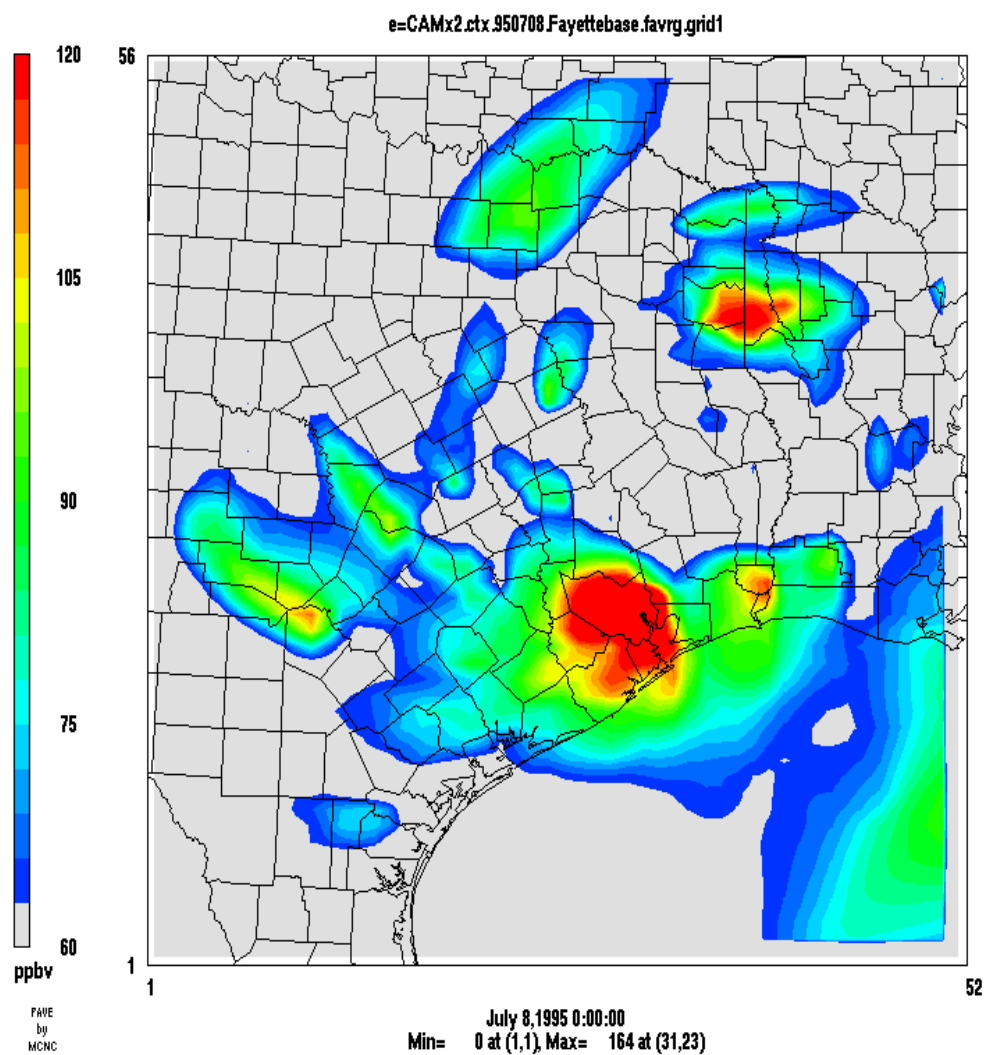 e=CAMx2.ctx.950708.Fayettebase.favrg.grid1
120
105
90
75
60
ppbv
56
1
1
52
PAVE
by
MCNC
July 8,1995 0:00:00
Min= 0 at (1,1), Max= 164 at (31,23)